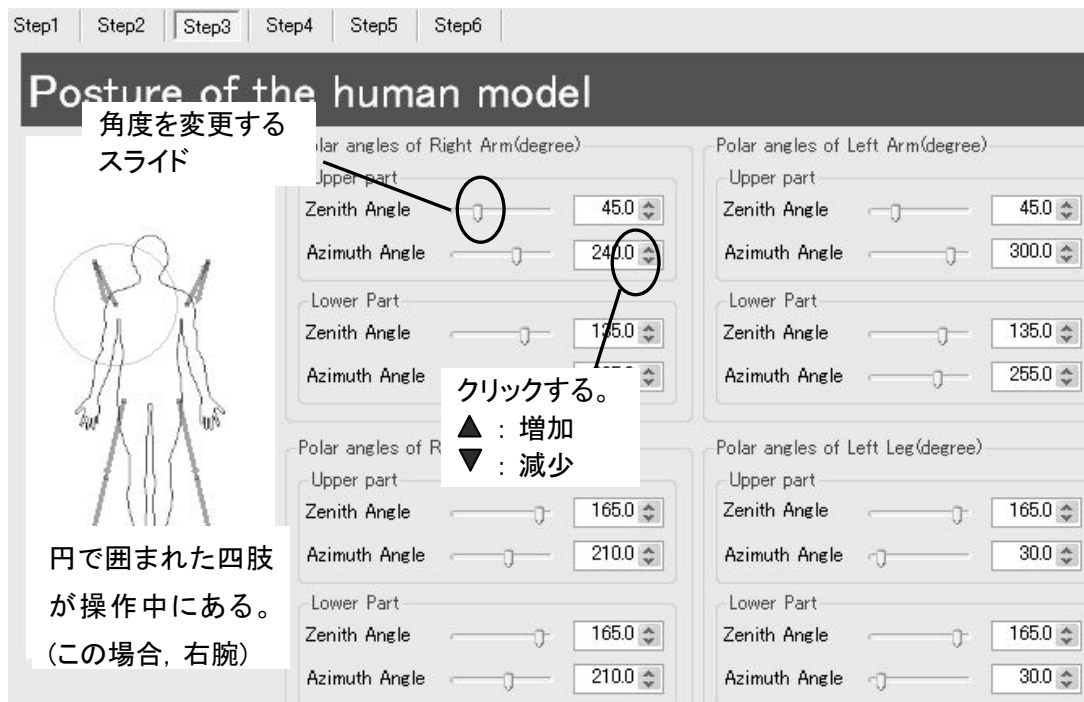 Step1 Step2 Step3 Step4 Step5 Step6
Posture of the human model
角度を変更する
スライド
Polar angles of Right Arm(degree)
Upper part
Zenith Angle 45.0
Azimuth Angle 240.0
Lower Part
Zenith Angle 135.0
Azimuth Angle
クリックする。
▲ : 増加
▼ : 減少
Polar angles of Left Arm(degree)
Upper part
Zenith Angle 45.0
Azimuth Angle 300.0
Lower Part
Zenith Angle 135.0
Azimuth Angle 255.0
Polar angles of
Upper part
Zenith Angle 165.0
Azimuth Angle 210.0
Lower Part
Zenith Angle 165.0
Azimuth Angle 210.0
Polar angles of Left Leg(degree)
Upper part
Zenith Angle 165.0
Azimuth Angle 30.0
Lower Part
Zenith Angle 165.0
Azimuth Angle 30.0
円で囲まれた四肢
が操作中にある。
(この場合, 右腕)